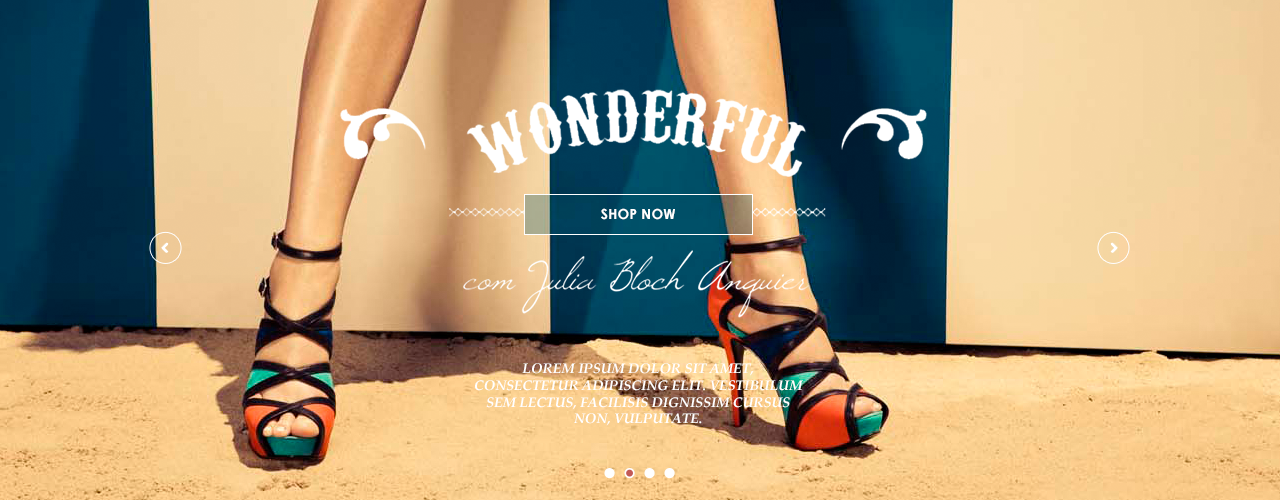 WONDERFUL
SHOP NOW
com Julia Bloch Anquier
LOREM IPSUM DOLOR SIT AMET,
CONSECTETUR ADIPISCING ELIT, VESTIBULUM
SEM LECTUS, FACILISIS DIGNISSIM CURSUS
NON, VULPUTATE.